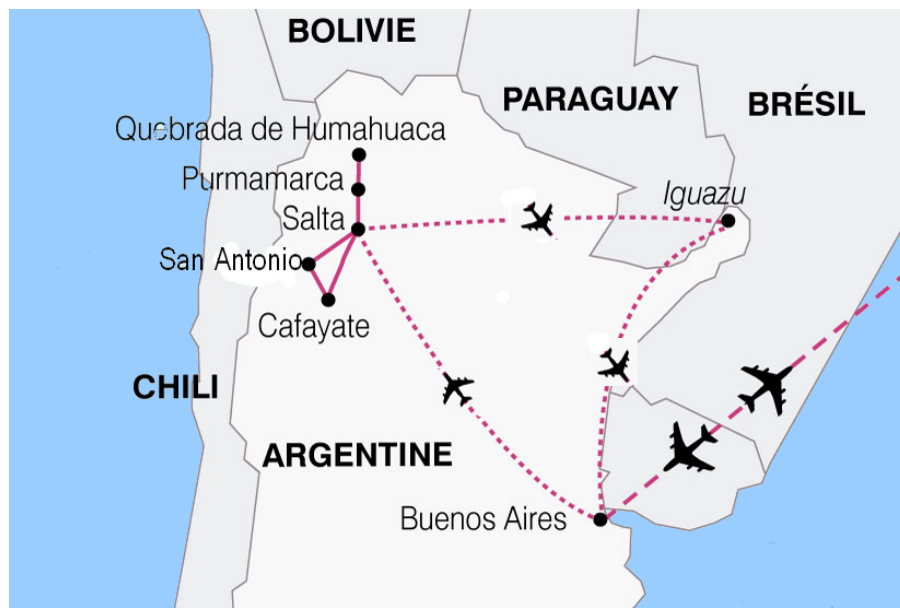 BOLIVIE
PARAGUAY
BRÉSIL
Quebrada de Humahuaca
Purmamarca
Iguazu
Salta
San Antonio
Cafayate
CHILI
ARGENTINE
Buenos Aires